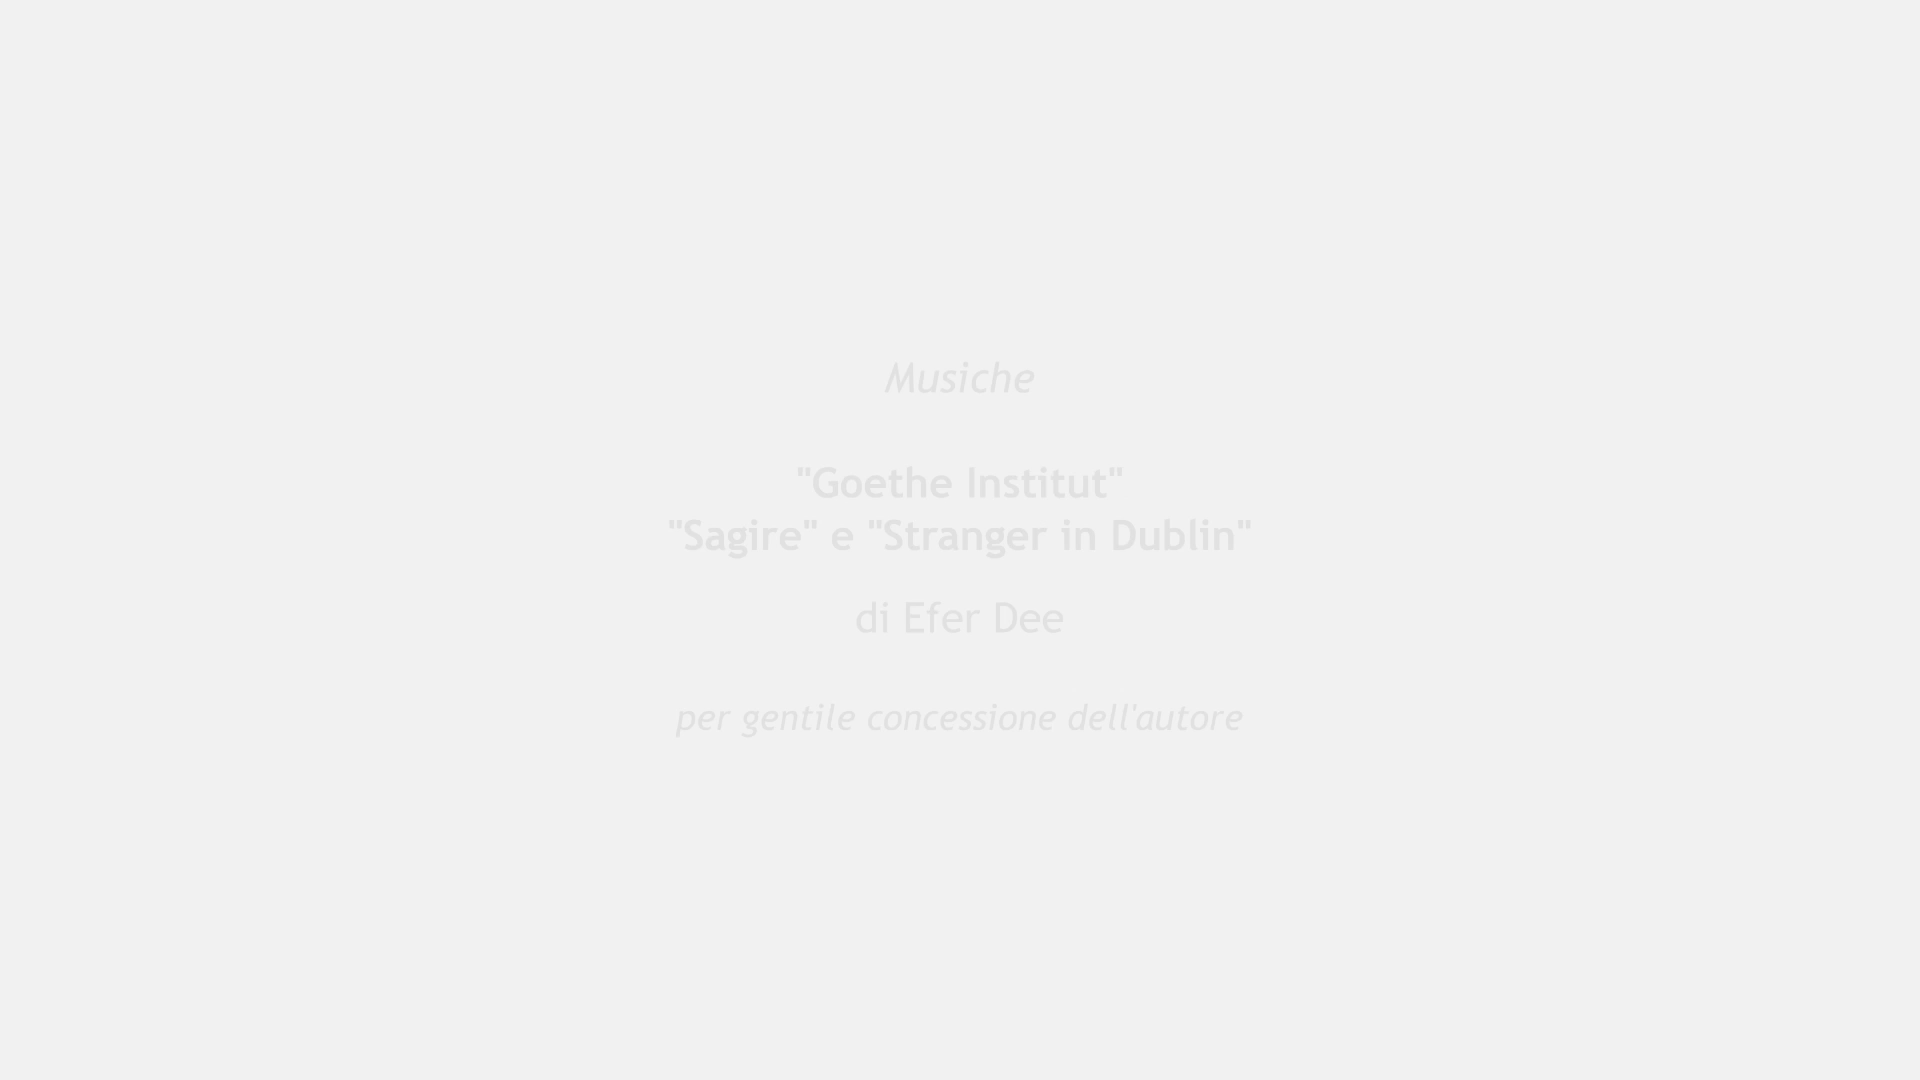 Musiche
"Goethe Institut"
"Sagire" e "Stranger in Dublin"
di Efer Dee
per gentile concessione dell'autore